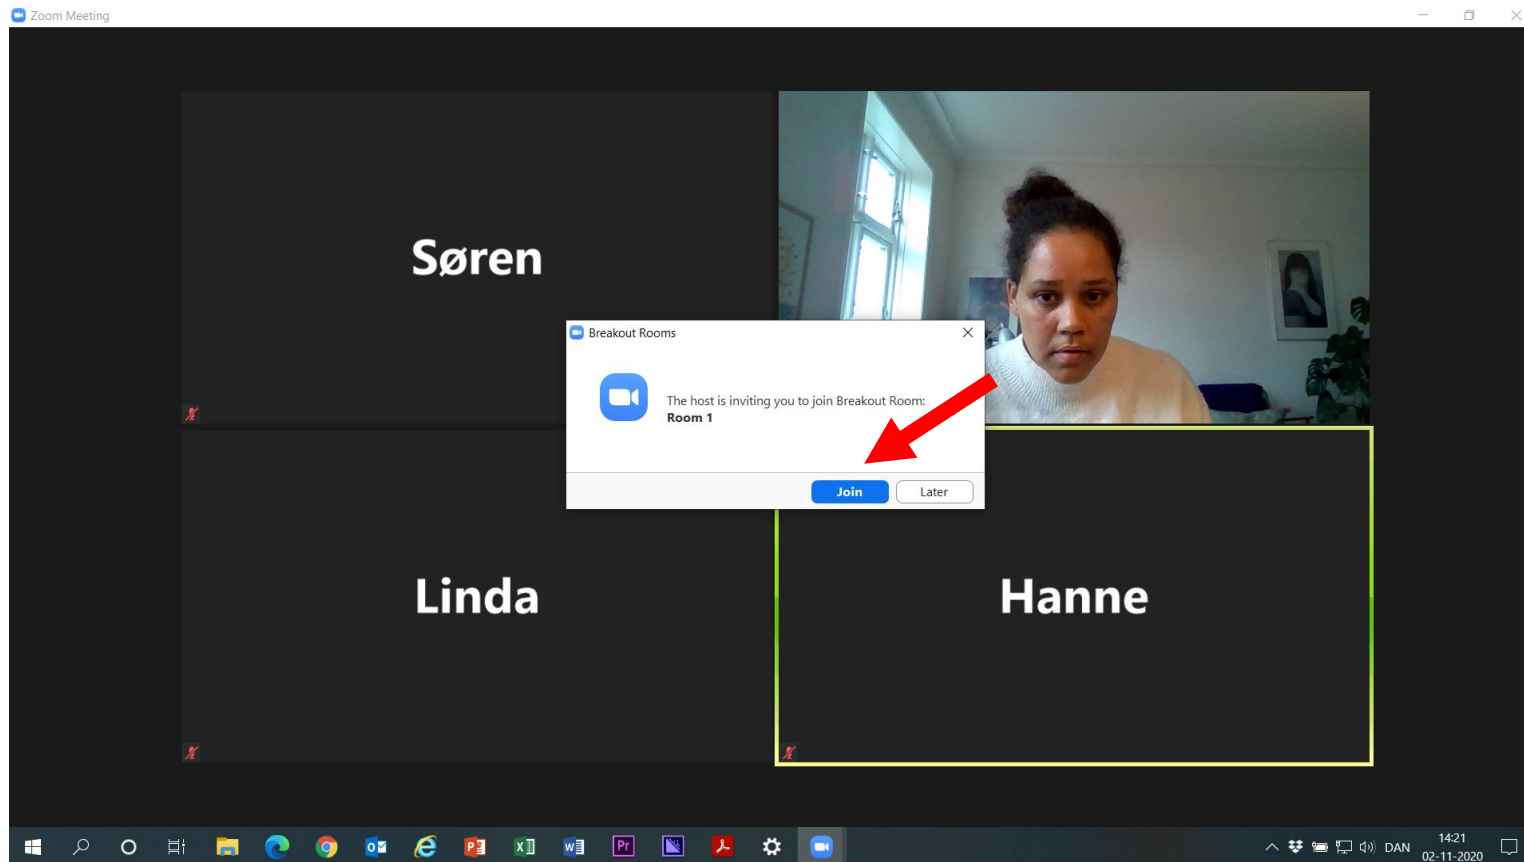 Zoom Meeting
Søren
Breakout Rooms
The host is inviting you to join Breakout Room:
Room 1
Join
Later
Linda
Hanne
Pr
DAN
14:21
02-11-2020